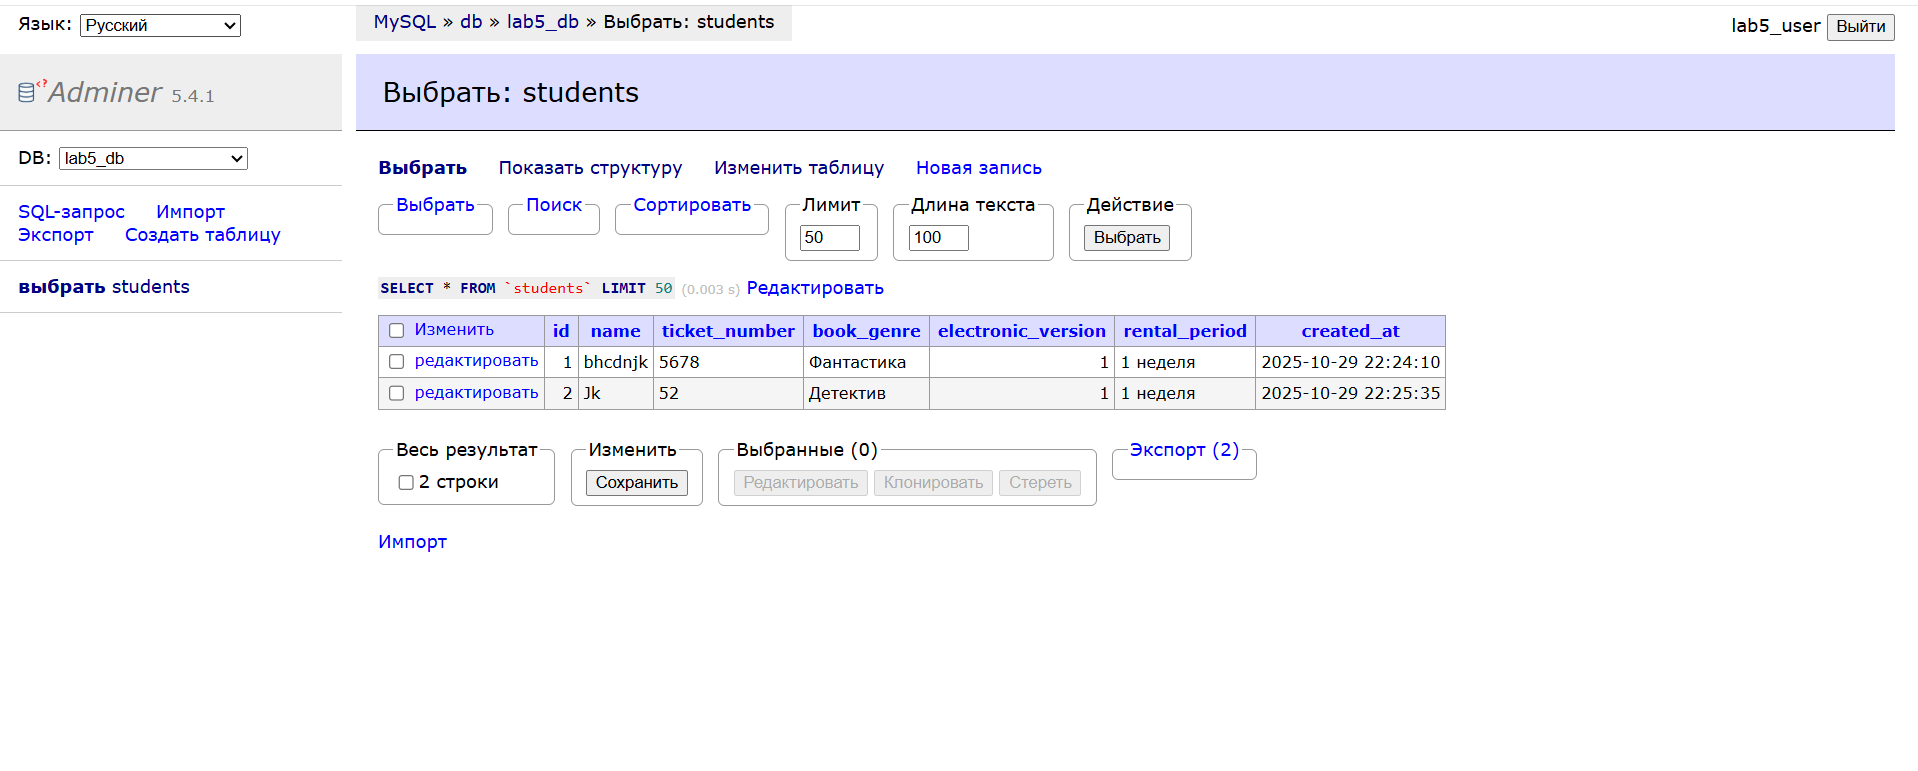 Язык: Русский
MySQL » db » lab5_db » Выбрать: students
lab5_user Выйти
Adminer 5.4.1
Выбрать: students
DB: lab5_db
SQL-запрос Импорт
Экспорт Создать таблицу
выбрать students
Выбрать Показать структуру Изменить таблицу Новая запись
Выбрать Поиск Сортировать Лимит Длина текста Действие
50 100 Выбрать
SELECT * FROM `students` LIMIT 50 (0.003 s) Редактировать
Изменить id name ticket_number book_genre electronic_version rental_period created_at
редактировать 1 bhcdnjk 5678 Фантастика 1 1 неделя 2025-10-29 22:24:10
редактировать 2 Jk 52 Детектив 1 1 неделя 2025-10-29 22:25:35
Весь результат Изменить Выбранные (0) Экспорт (2)
2 строки Сохранить Редактировать Клонировать Стереть
Импорт